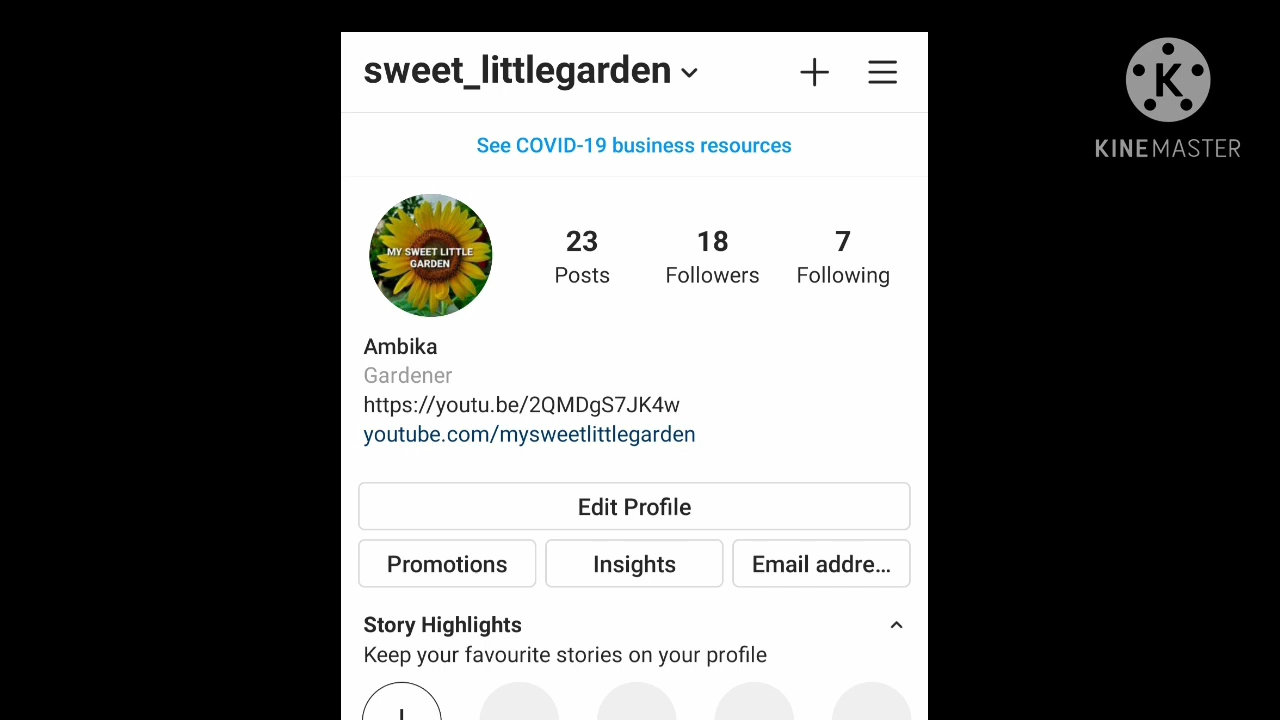 sweet_littlegarden
K
KINEMASTER
See COVID-19 business resources
MY SWEET LITTLE
GARDEN
23
Posts
18
Followers
7
Following
Ambika
Gardener
https://youtu.be/2QMDgS7JK4w
youtube.com/mysweetlittlegarden
Edit Profile
Promotions
Insights
Email addre...
Story Highlights
Keep your favourite stories on your profile